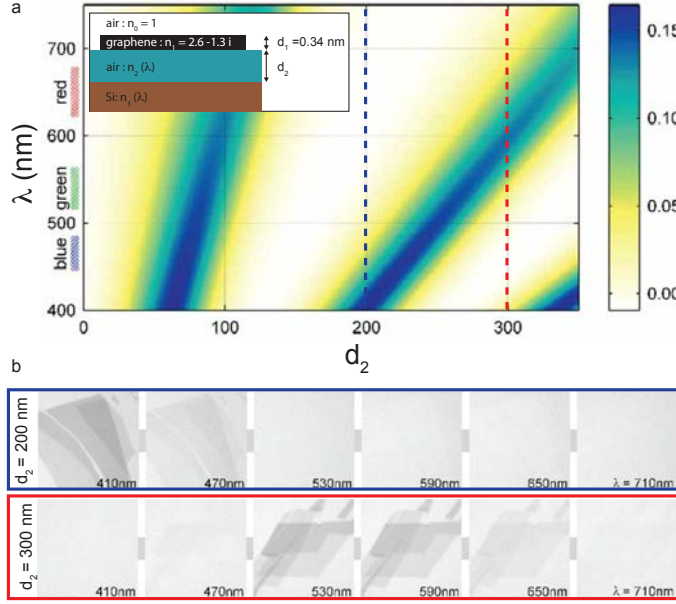 a
air : n₀ = 1
graphene : n₁ = 2.6 -1.3 i
d₁ =0.34 nm
air : n₂ (λ)
d₂
Si: n₃ (λ)
700
600
500
400
λ (nm)
red
green
blue
0
100
200
300
d₂
0.15
0.10
0.05
0.00
b
d₂ = 200 nm
410nm
470nm
530nm
590nm
650nm
λ = 710nm
d₂ = 300 nm
410nm
470nm
530nm
590nm
650nm
λ = 710nm